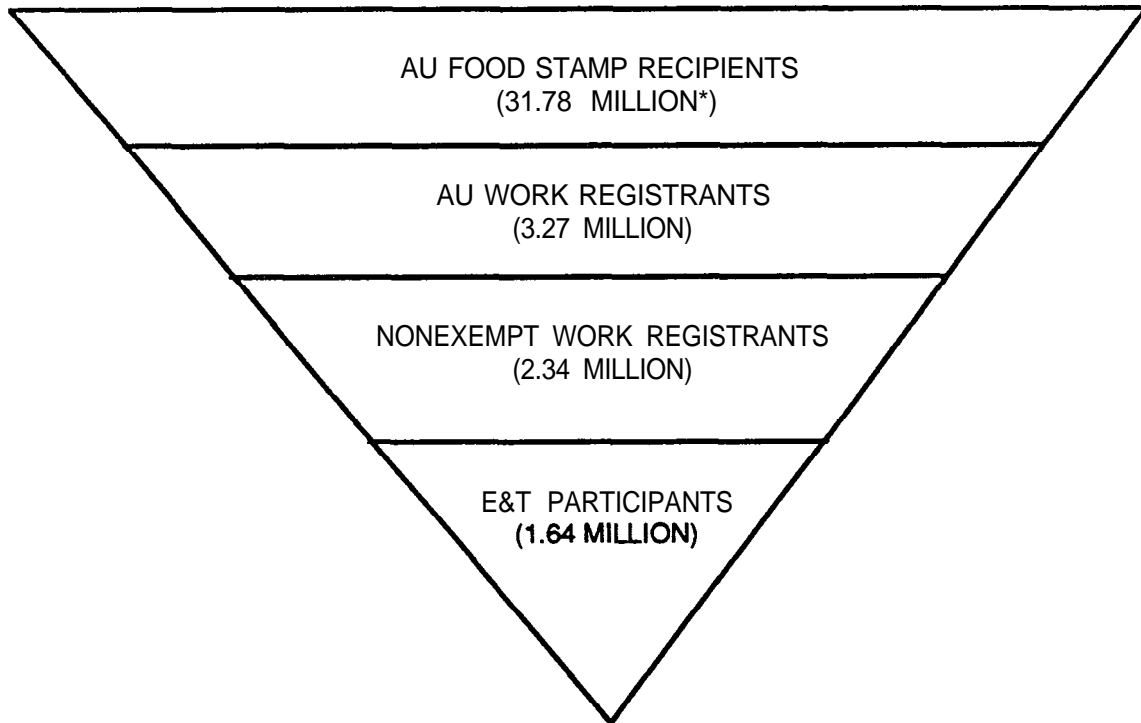 AU FOOD STAMP RECIPIENTS
(31.78 MILLION*)
AU WORK REGISTRANTS
(3.27 MILLION)
NONEXEMPT WORK REGISTRANTS
(2.34 MILLION)
E&T PARTICIPANTS
(1.64 MILLION)